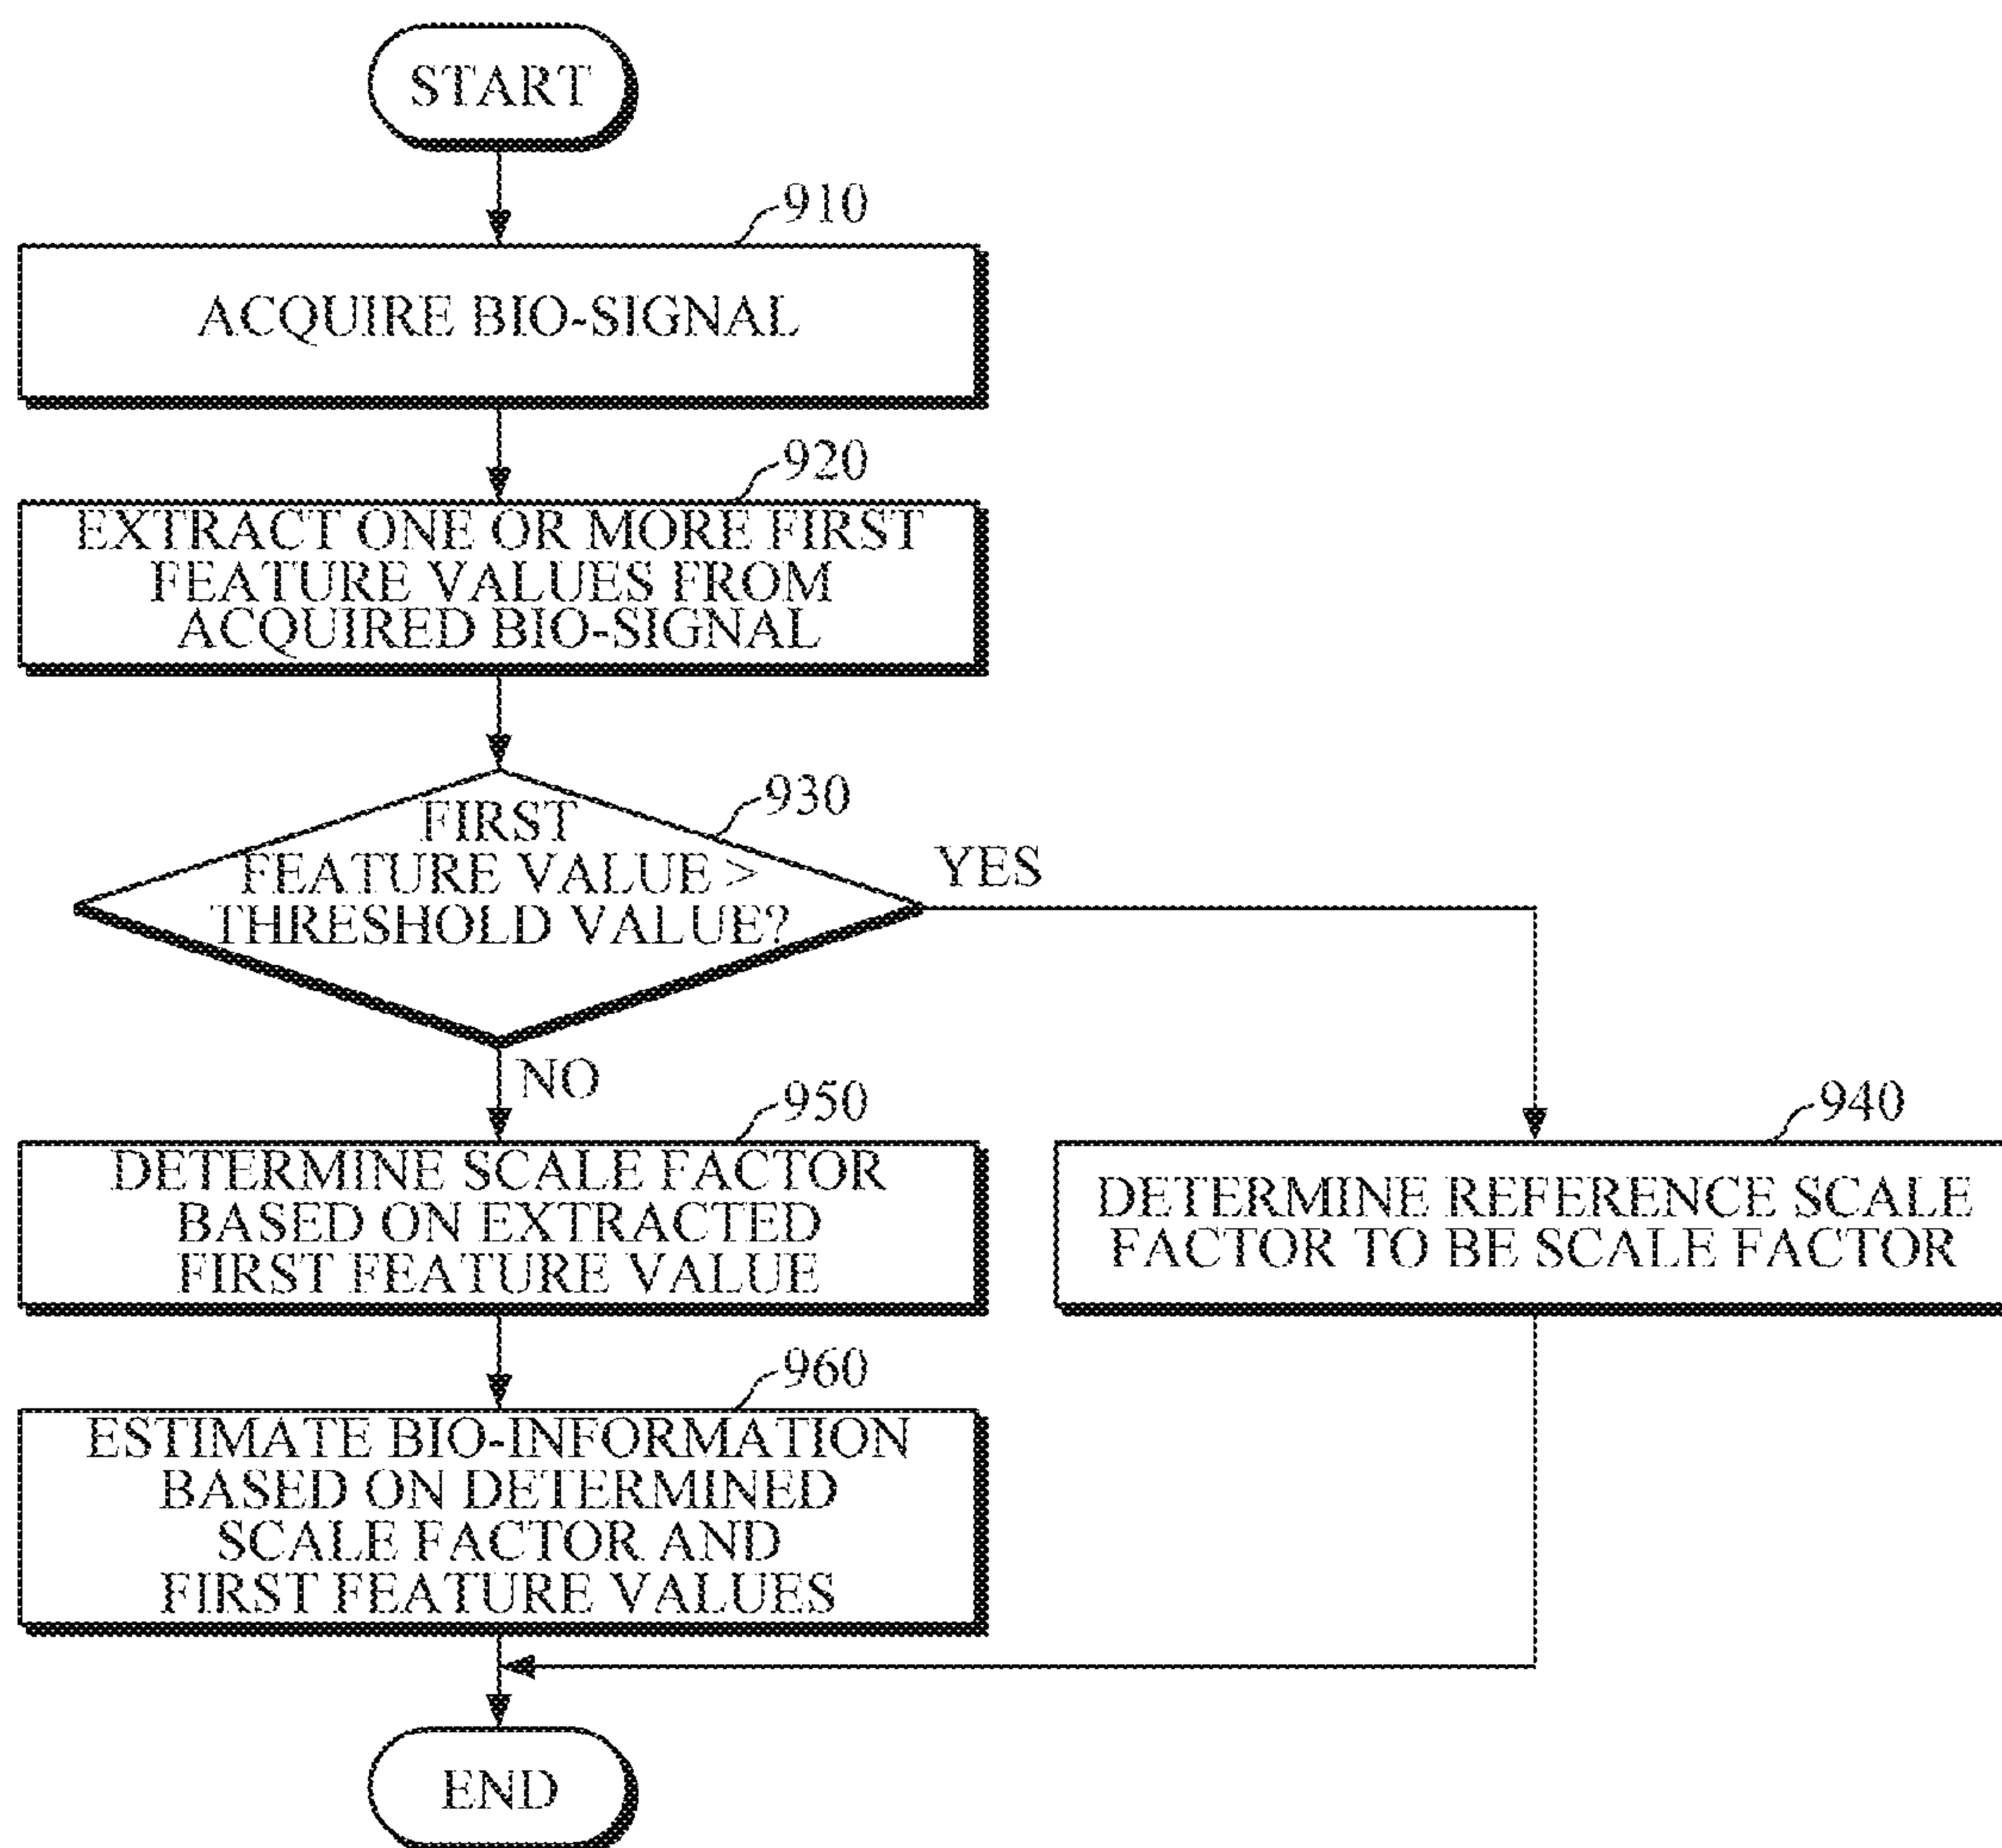 START
910
ACQUIRE BIO-SIGNAL
920
EXTRACT ONE OR MORE FIRST
FEATURE VALUES FROM
ACQUIRED BIO-SIGNAL
930
FIRST
FEATURE VALUE >
THRESHOLD VALUE?
YES
NO
950
DETERMINE SCALE FACTOR
BASED ON EXTRACTED
FIRST FEATURE VALUE
940
DETERMINE REFERENCE SCALE
FACTOR TO BE SCALE FACTOR
960
ESTIMATE BIO-INFORMATION
BASED ON DETERMINED
SCALE FACTOR AND
FIRST FEATURE VALUES
END